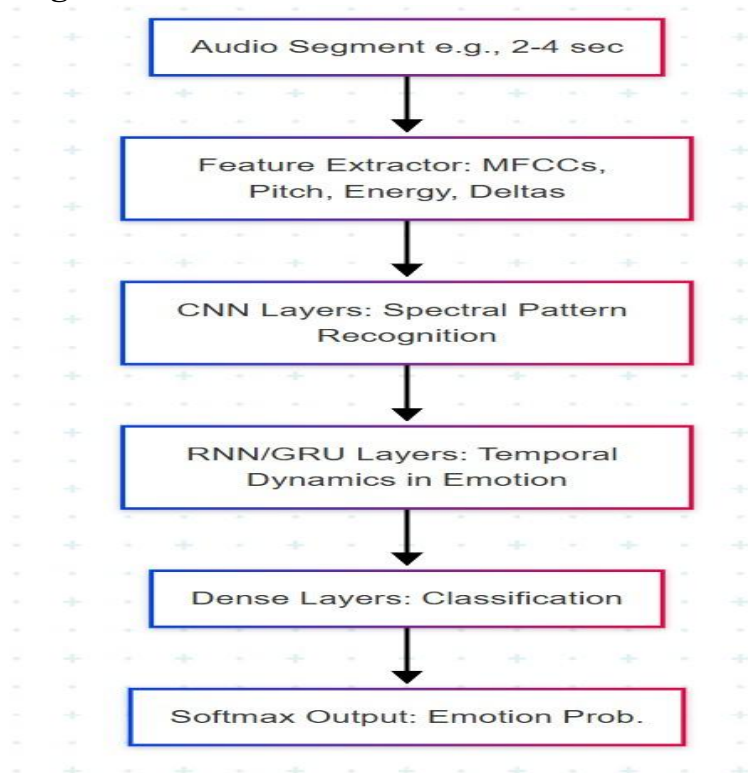 Audio Segment e.g., 2-4 sec
Feature Extractor: MFCCs,
Pitch, Energy, Deltas
CNN Layers: Spectral Pattern
Recognition
RNN/GRU Layers: Temporal
Dynamics in Emotion
Dense Layers: Classification
Softmax Output: Emotion Prob.